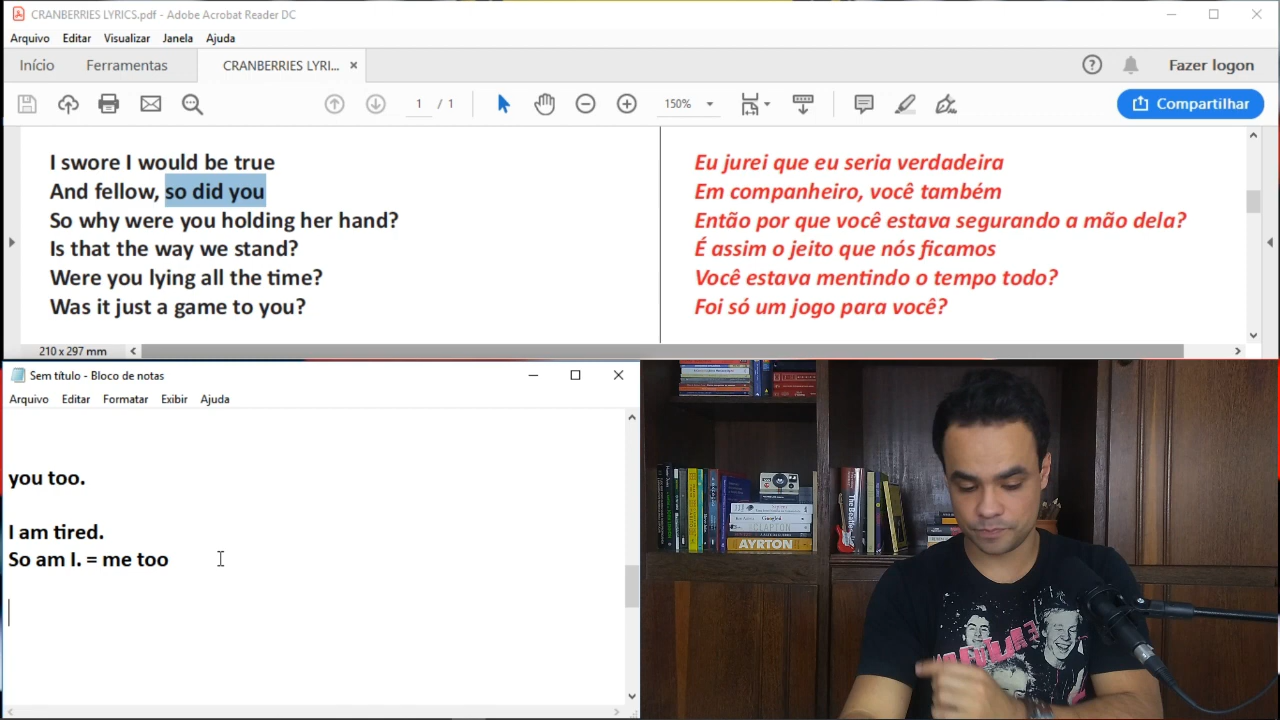 CRANBERRIES LYRICS.pdf - Adobe Acrobat Reader DC
Arquivo Editar Visualizar Janela Ajuda
Início Ferramentas CRANBERRIES LYRI... × Fazer logon
1 / 1 150% Compartilhar
I swore I would be true
And fellow, so did you
So why were you holding her hand?
Is that the way we stand?
Were you lying all the time?
Was it just a game to you?
Eu jurei que eu seria verdadeira
Em companheiro, você também
Então por que você estava segurando a mão dela?
É assim o jeito que nós ficamos
Você estava mentindo o tempo todo?
Foi só um jogo para você?
210 x 297 mm
Sem título - Bloco de notas
Arquivo Editar Formatar Exibir Ajuda
you too.
I am tired.
So am I. = me too
The Beatles
CLAPTON
AYRTON